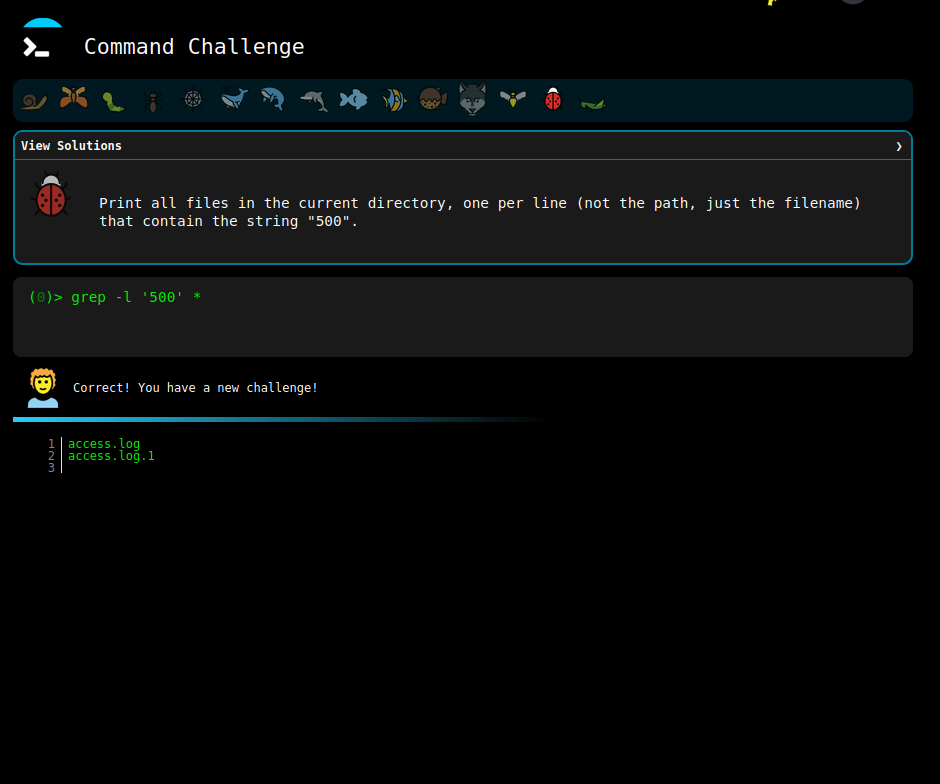 Command Challenge
View Solutions ❯
Print all files in the current directory, one per line (not the path, just the filename)
that contain the string "500".
(0)> grep -l '500' *
Correct! You have a new challenge!
1 access.log
2 access.log.1
3